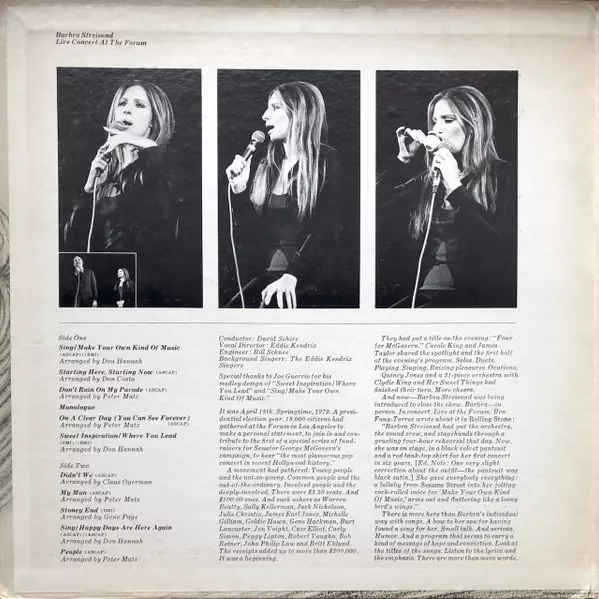 Barbra Streisand
Live Concert At The Forum
Side One
Sing/Make Your Own Kind Of Music
(ASCAP)(BMI)
Arranged by Don Hannah
Starting Here, Starting Now (ASCAP)
Arranged by Don Costa
Don't Rain On My Parade (ASCAP)
Arranged by Peter Matz
Monologue
On A Clear Day (You Can See Forever)
Arranged by Peter Matz (ASCAP)
Sweet Inspiration/Where You Lead
(BMI)(BMI)
Arranged by Don Hannah
Side Two
Didn't We (ASCAP)
Arranged by Claus Ogerman
My Man (ASCAP)
Arranged by Peter Matz
Stoney End (BMI)
Arranged by Gene Page
Sing/Happy Days Are Here Again
(ASCAP)(ASCAP)
Arranged by Don Hannah
People (ASCAP)
Arranged by Peter Matz
Conductor: David Schire
Vocal Director: Eddie Kendrix
Engineer: Bill Schnee
Background Singers: The Eddie Kendrix
Singers
Special thanks to Joe Guercio for his
medley design of "Sweet Inspiration/Where
You Lead" and "Sing/Make Your Own
Kind Of Music."
It was April 15th. Springtime, 1972. A presi-
dential election year. 18,000 citizens had
gathered at the Forum in Los Angeles to
make a personal statement, to join in and con-
tribute to the first of a special series of fund-
raisers for Senator George McGovern's
campaign, to hear "the most glamorous pop
concert in recent Hollywood history."
A movement had gathered. Young people
and the not-so-young. Common people and the
out-of-the-ordinary. Involved people and the
deeply-involved. There were $5.50 seats. And
$100.00 ones. And such ushers as Warren
Beatty, Sally Kellerman, Jack Nicholson,
Julie Christie, James Earl Jones, Michelle
Gilliam, Goldie Hawn, Gene Hackman, Burt
Lancaster, Jon Voight, Cass Elliot, Carly
Simon, Peggy Lipton, Robert Vaughn, Bob
Reiner, John Philip Law and Britt Eklund...
The receipts added up to more than $300,000.
It was a beginning.
They had put a title on the evening: "Four
for McGovern." Carole King and James
Taylor shared the spotlight and the first half
of the evening's program. Solos. Duets.
Playing. Singing. Raising pleasures. Ovations.
Quincy Jones and a 31-piece orchestra with
Clydie King and Her Sweet Things had
finished their turn. More cheers.
And now—Barbra Streisand was being
introduced to close the show. Barbra—in
person. In concert. Live at the Forum. Ben
Fong-Torres wrote about it in Rolling Stone:
"Barbra Streisand had put the orchestra,
the sound crew, and stagehands through a
grueling four-hour rehearsal that day. Now,
she was on stage, in a black velvet pantsuit
and a red tank-top shirt for her first concert
in six years. [Ed. Note: One very slight
correction about the outfit—the pantsuit was
black satin.] She gave everybody everything:
a lullaby from Sesame Street into her jolting
rock-rolled voice for 'Make Your Own Kind
Of Music,' arms out and fluttering like a loony
bird's wings."
There is more here than Barbra's individual
way with songs. A bow to her son for having
found a song for her. Small talk. And serious.
Humor. And a program that seems to carry a
kind of message of hope and conviction. Look at
the titles of the songs. Listen to the lyrics and
the emphasis. There are more than mere words.